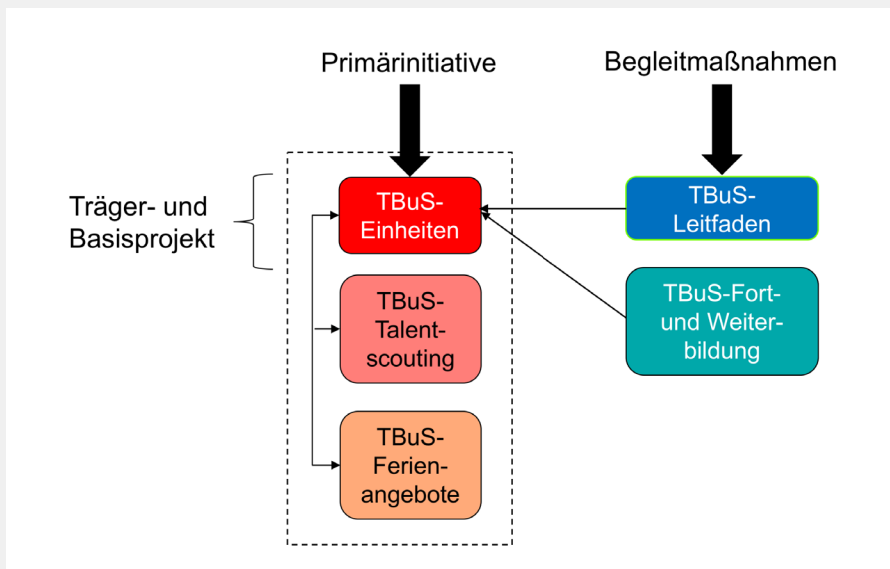 Primärinitiative
Begleitmaßnahmen
Träger- und
Basisprojekt
TBuS-
Einheiten
TBuS-
Leitfaden
TBuS-
Talent-
scouting
TBuS-Fort-
und Weiter-
bildung
TBuS-
Ferien-
angebote